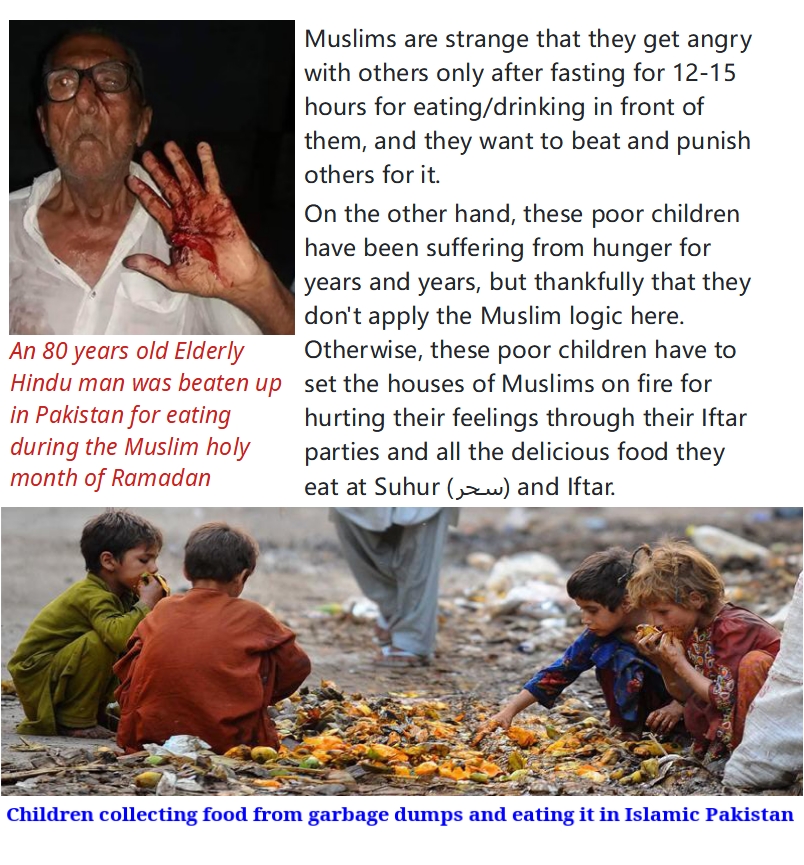 Muslims are strange that they get angry
with others only after fasting for 12-15
hours for eating/drinking in front of
them, and they want to beat and punish
others for it.
On the other hand, these poor children
have been suffering from hunger for
years and years, but thankfully that they
don't apply the Muslim logic here.
Otherwise, these poor children have to
set the houses of Muslims on fire for
hurting their feelings through their Iftar
parties and all the delicious food they
eat at Suhur (سحر) and Iftar.
An 80 years old Elderly
Hindu man was beaten up
in Pakistan for eating
during the Muslim holy
month of Ramadan
Children collecting food from garbage dumps and eating it in Islamic Pakistan